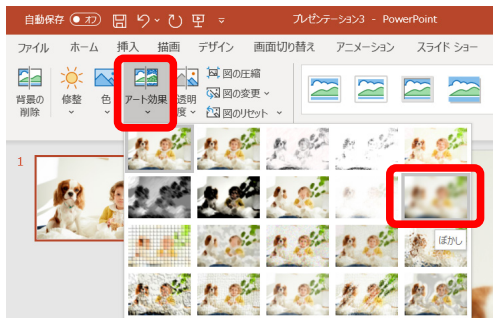 自動保存 オフ プレゼンテーション3 - PowerPoint
ファイル ホーム 挿入 描画 デザイン 画面切り替え アニメーション スライド ショー
背景の
削除
修整
色
アート効果
透明
度
図の圧縮
図の変更
図のリセット
1
ぼかし